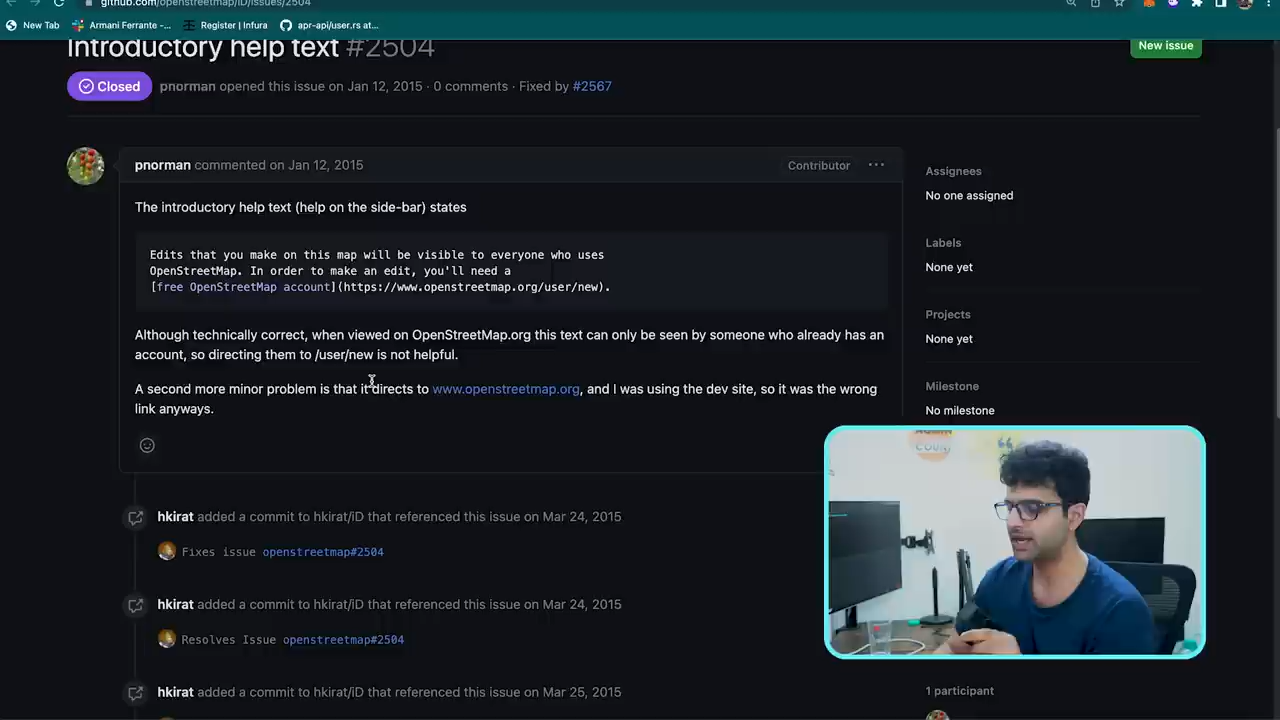 github.com/openstreetmap/iD/issues/2504
New Tab
Armani Ferrante -...
Register | Infura
apr-api/user.rs at...
Introductory help text #2504
New issue
Closed
pnorman opened this issue on Jan 12, 2015 · 0 comments · Fixed by #2567
pnorman commented on Jan 12, 2015
Contributor
The introductory help text (help on the side-bar) states
Edits that you make on this map will be visible to everyone who uses
OpenStreetMap. In order to make an edit, you'll need a
[free OpenStreetMap account](https://www.openstreetmap.org/user/new).
Although technically correct, when viewed on OpenStreetMap.org this text can only be seen by someone who already has an
account, so directing them to /user/new is not helpful.
A second more minor problem is that it directs to www.openstreetmap.org, and I was using the dev site, so it was the wrong
link anyways.
Assignees
No one assigned
Labels
None yet
Projects
None yet
Milestone
No milestone
hkirat added a commit to hkirat/iD that referenced this issue on Mar 24, 2015
Fixes issue openstreetmap#2504
hkirat added a commit to hkirat/iD that referenced this issue on Mar 24, 2015
Resolves Issue openstreetmap#2504
hkirat added a commit to hkirat/iD that referenced this issue on Mar 25, 2015
1 participant